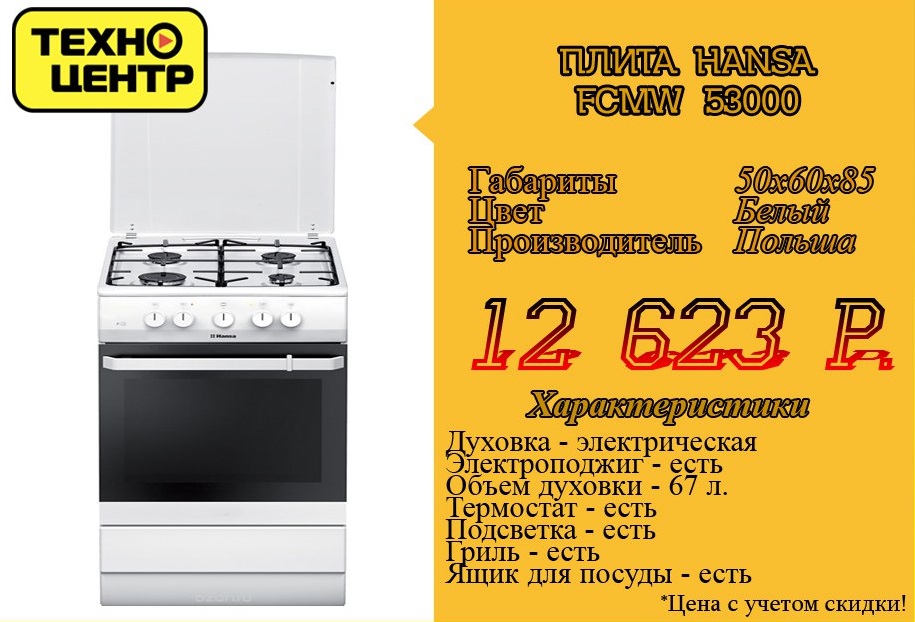 ТЕХНО
ЦЕНТР
ПЛИТА HANSA
FCMW 53000
Габариты 50x60x85
Цвет Белый
Производитель Польша
12 623 Р.
Характеристики
Духовка - электрическая
Электроподжиг - есть
Объем духовки - 67 л.
Термостат - есть
Подсветка - есть
Гриль - есть
Ящик для посуды - есть
*Цена с учетом скидки!
Hansa